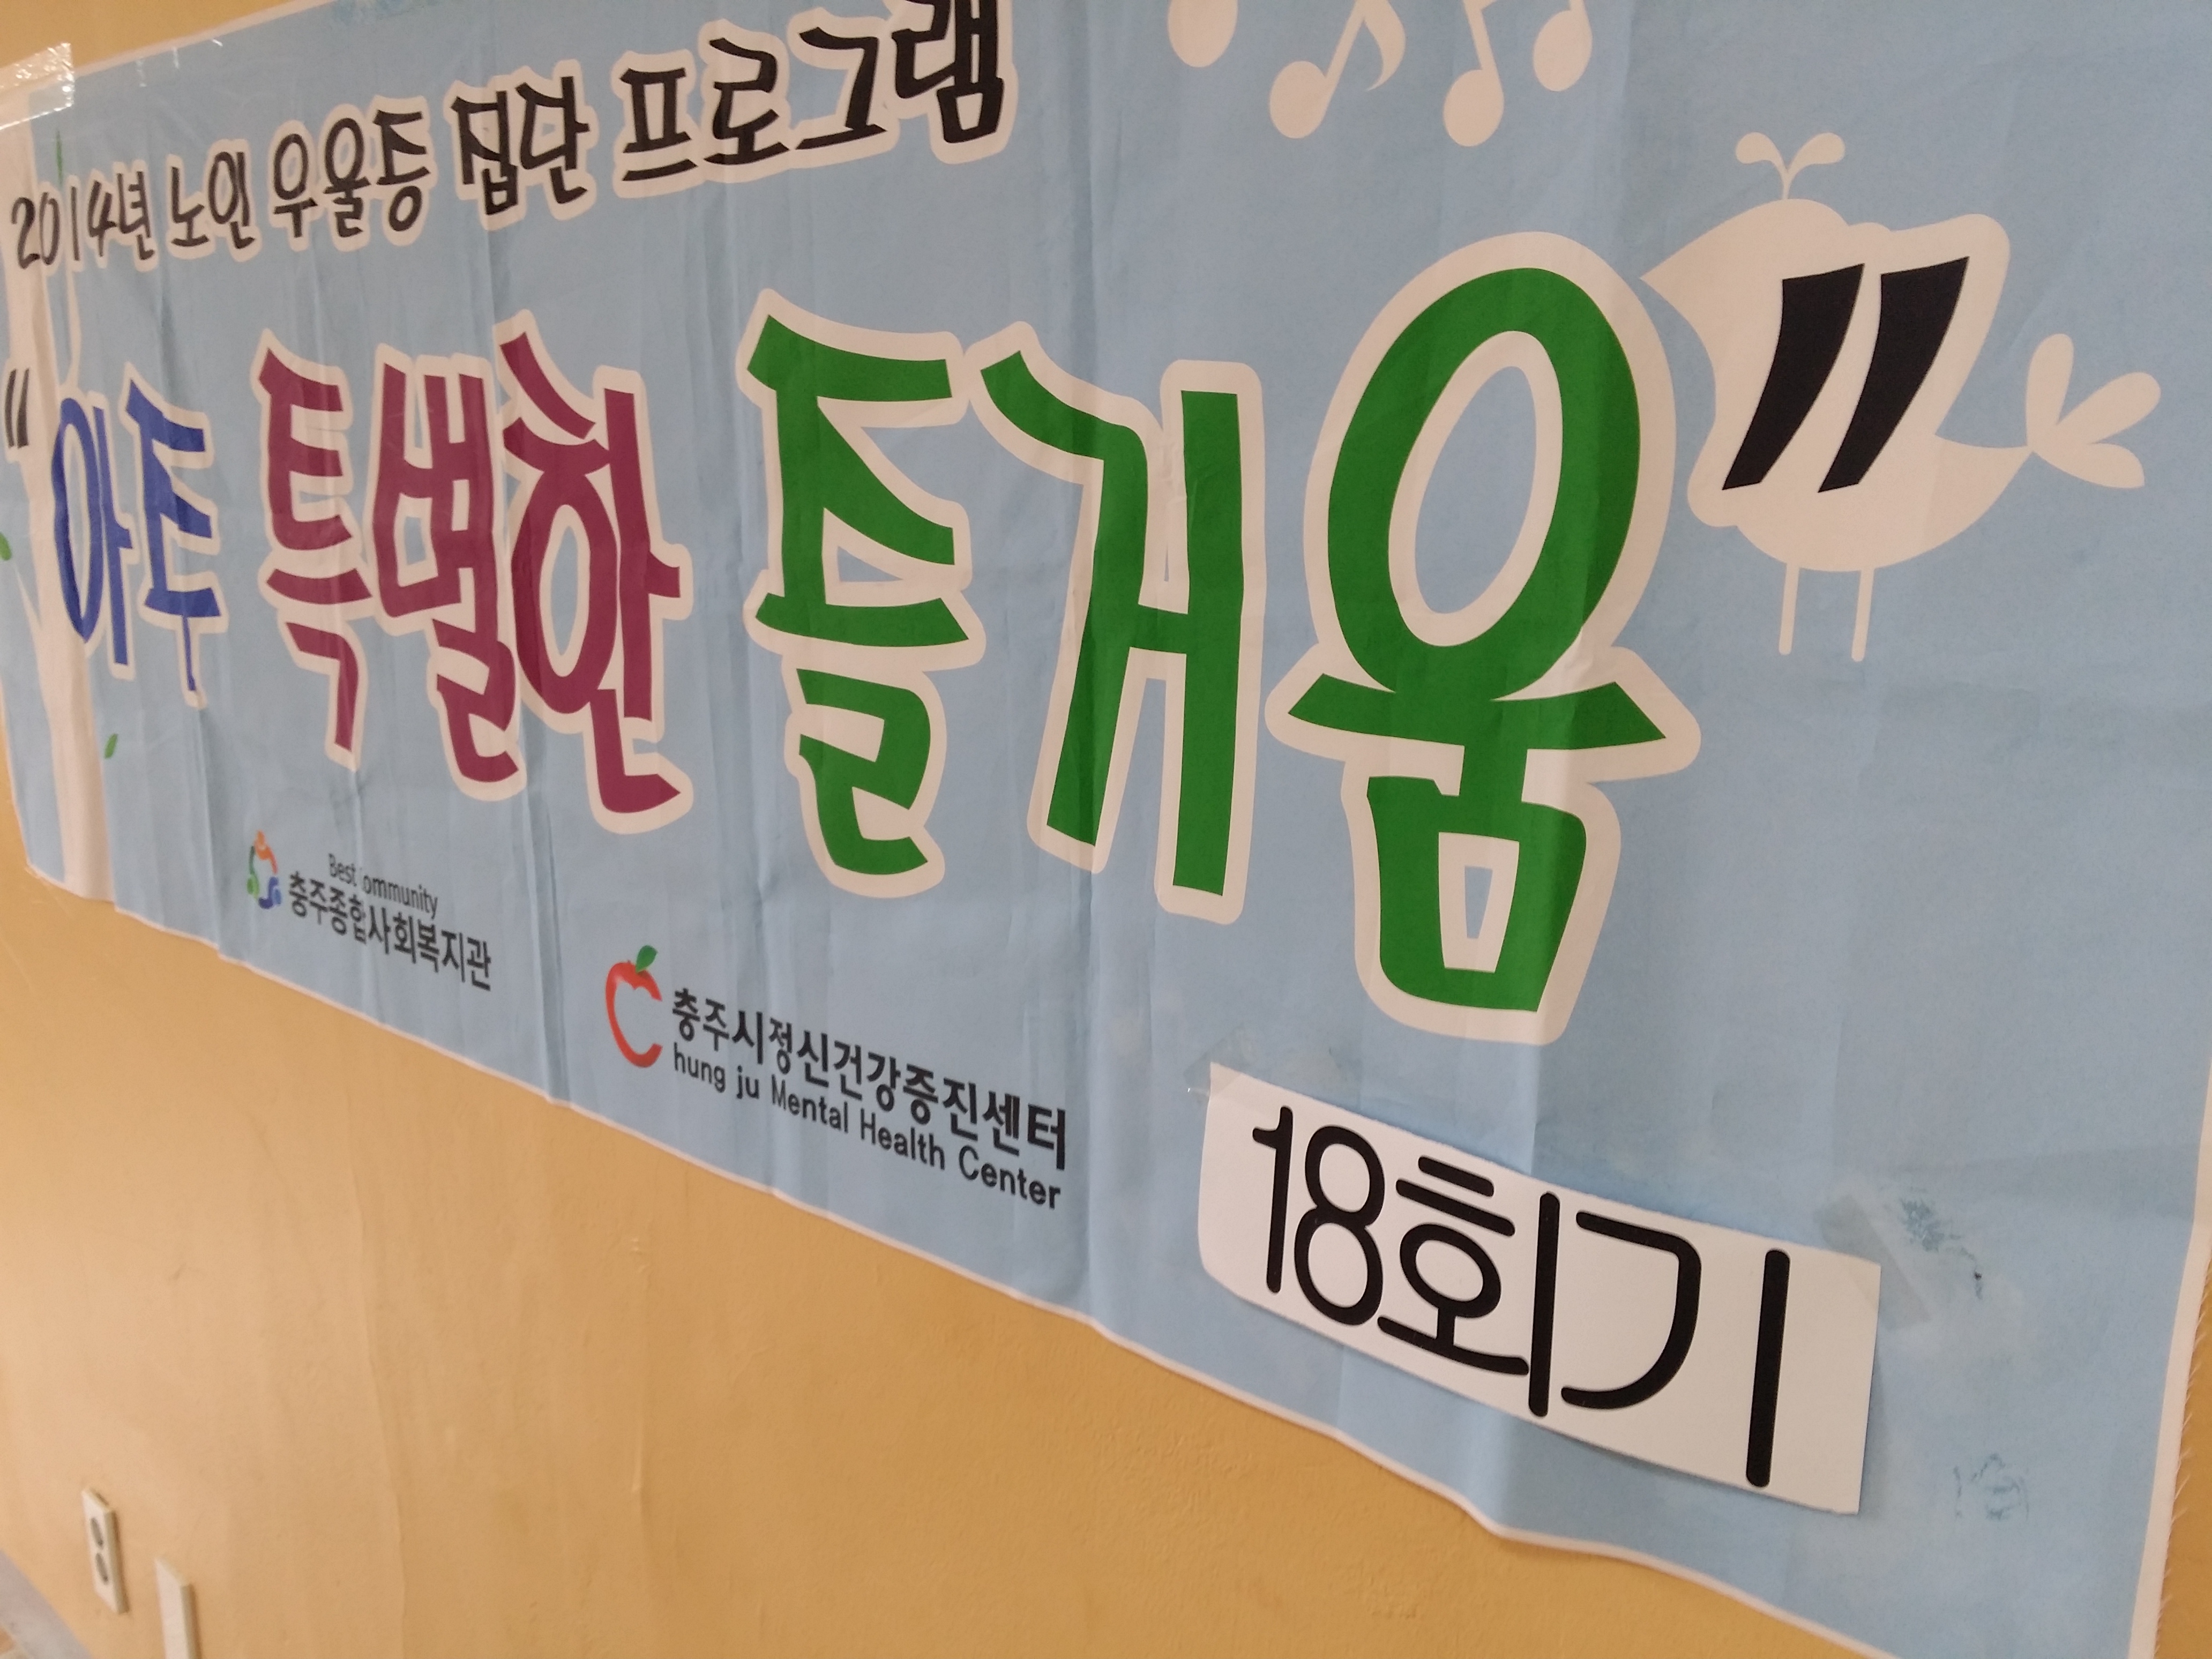 2014년 노인 우울증 집단 프로그램
"아주 특별한 즐거움"
Best Community
충주종합사회복지관
충주시정신건강증진센터
hung ju Mental Health Center
18회기